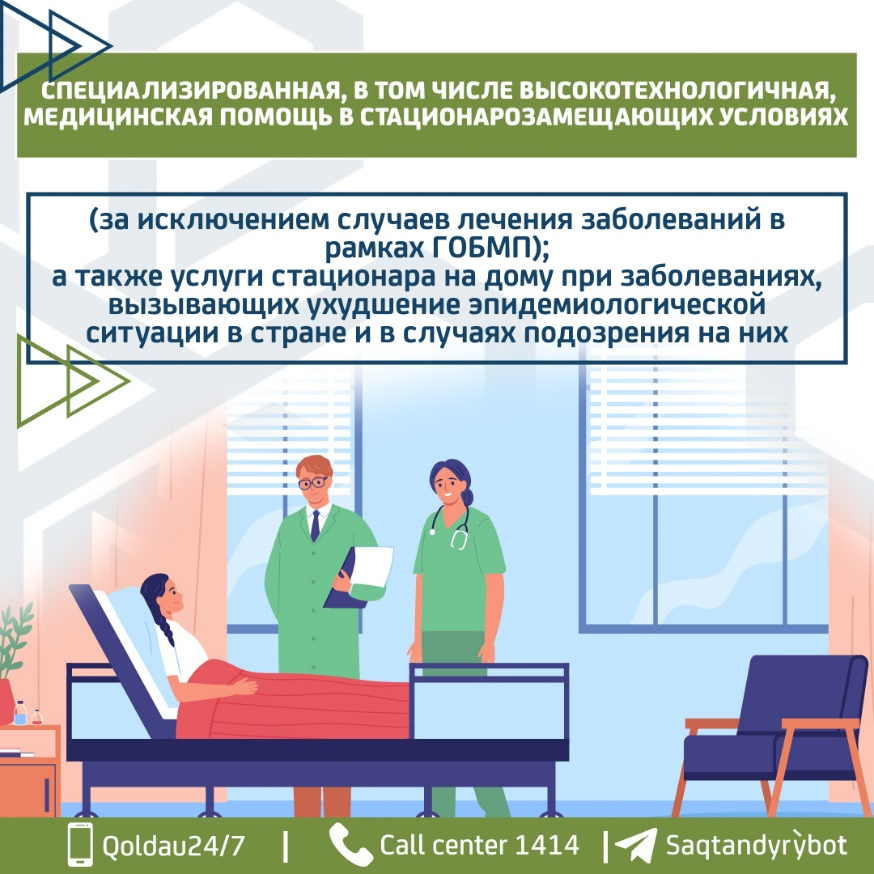 СПЕЦИАЛИЗИРОВАННАЯ, В ТОМ ЧИСЛЕ ВЫСОКОТЕХНОЛОГИЧНАЯ,
МЕДИЦИНСКАЯ ПОМОЩЬ В СТАЦИОНАРОЗАМЕЩАЮЩИХ УСЛОВИЯХ
(за исключением случаев лечения заболеваний в
рамках ГОБМП);
а также услуги стационара на дому при заболеваниях,
вызывающих ухудшение эпидемиологической
ситуации в стране и в случаях подозрения на них
Qoldau24/7 | Call center 1414 | Saqtandyrỳbot